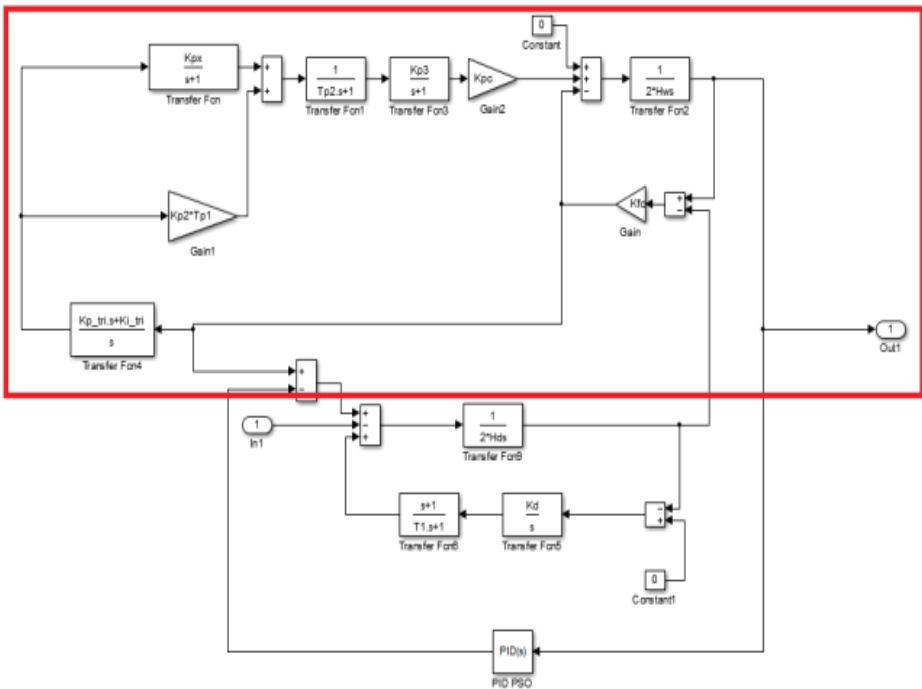 0
Constant
Kpx
s+1
Transfer Fcn
+
+
1
Tp2.s+1
Transfer Fcn1
Kp3
s+1
Transfer Fcn3
Kpc
Gain2
+
+
−
1
2*Hws
Transfer Fcn2
Kp2*Tp1
Gain1
Kfc
Gain
+
−
Kp_tri.s+Ki_tri
s
Transfer Fcn4
1
Out1
+
−
1
In1
+
−
+
1
2*Hds
Transfer Fcn9
s+1
T1.s+1
Transfer Fcn6
Kd
s
Transfer Fcn5
−
+
0
Constant1
PID(s)
PID PSO